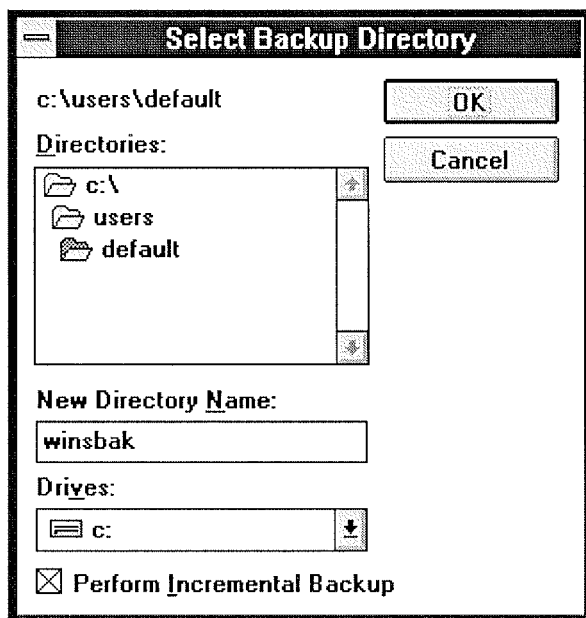 Select Backup Directory
c:\users\default
OK
Directories:
Cancel
c:\
users
default
New Directory Name:
winsbak
Drives:
c:
Perform Incremental Backup